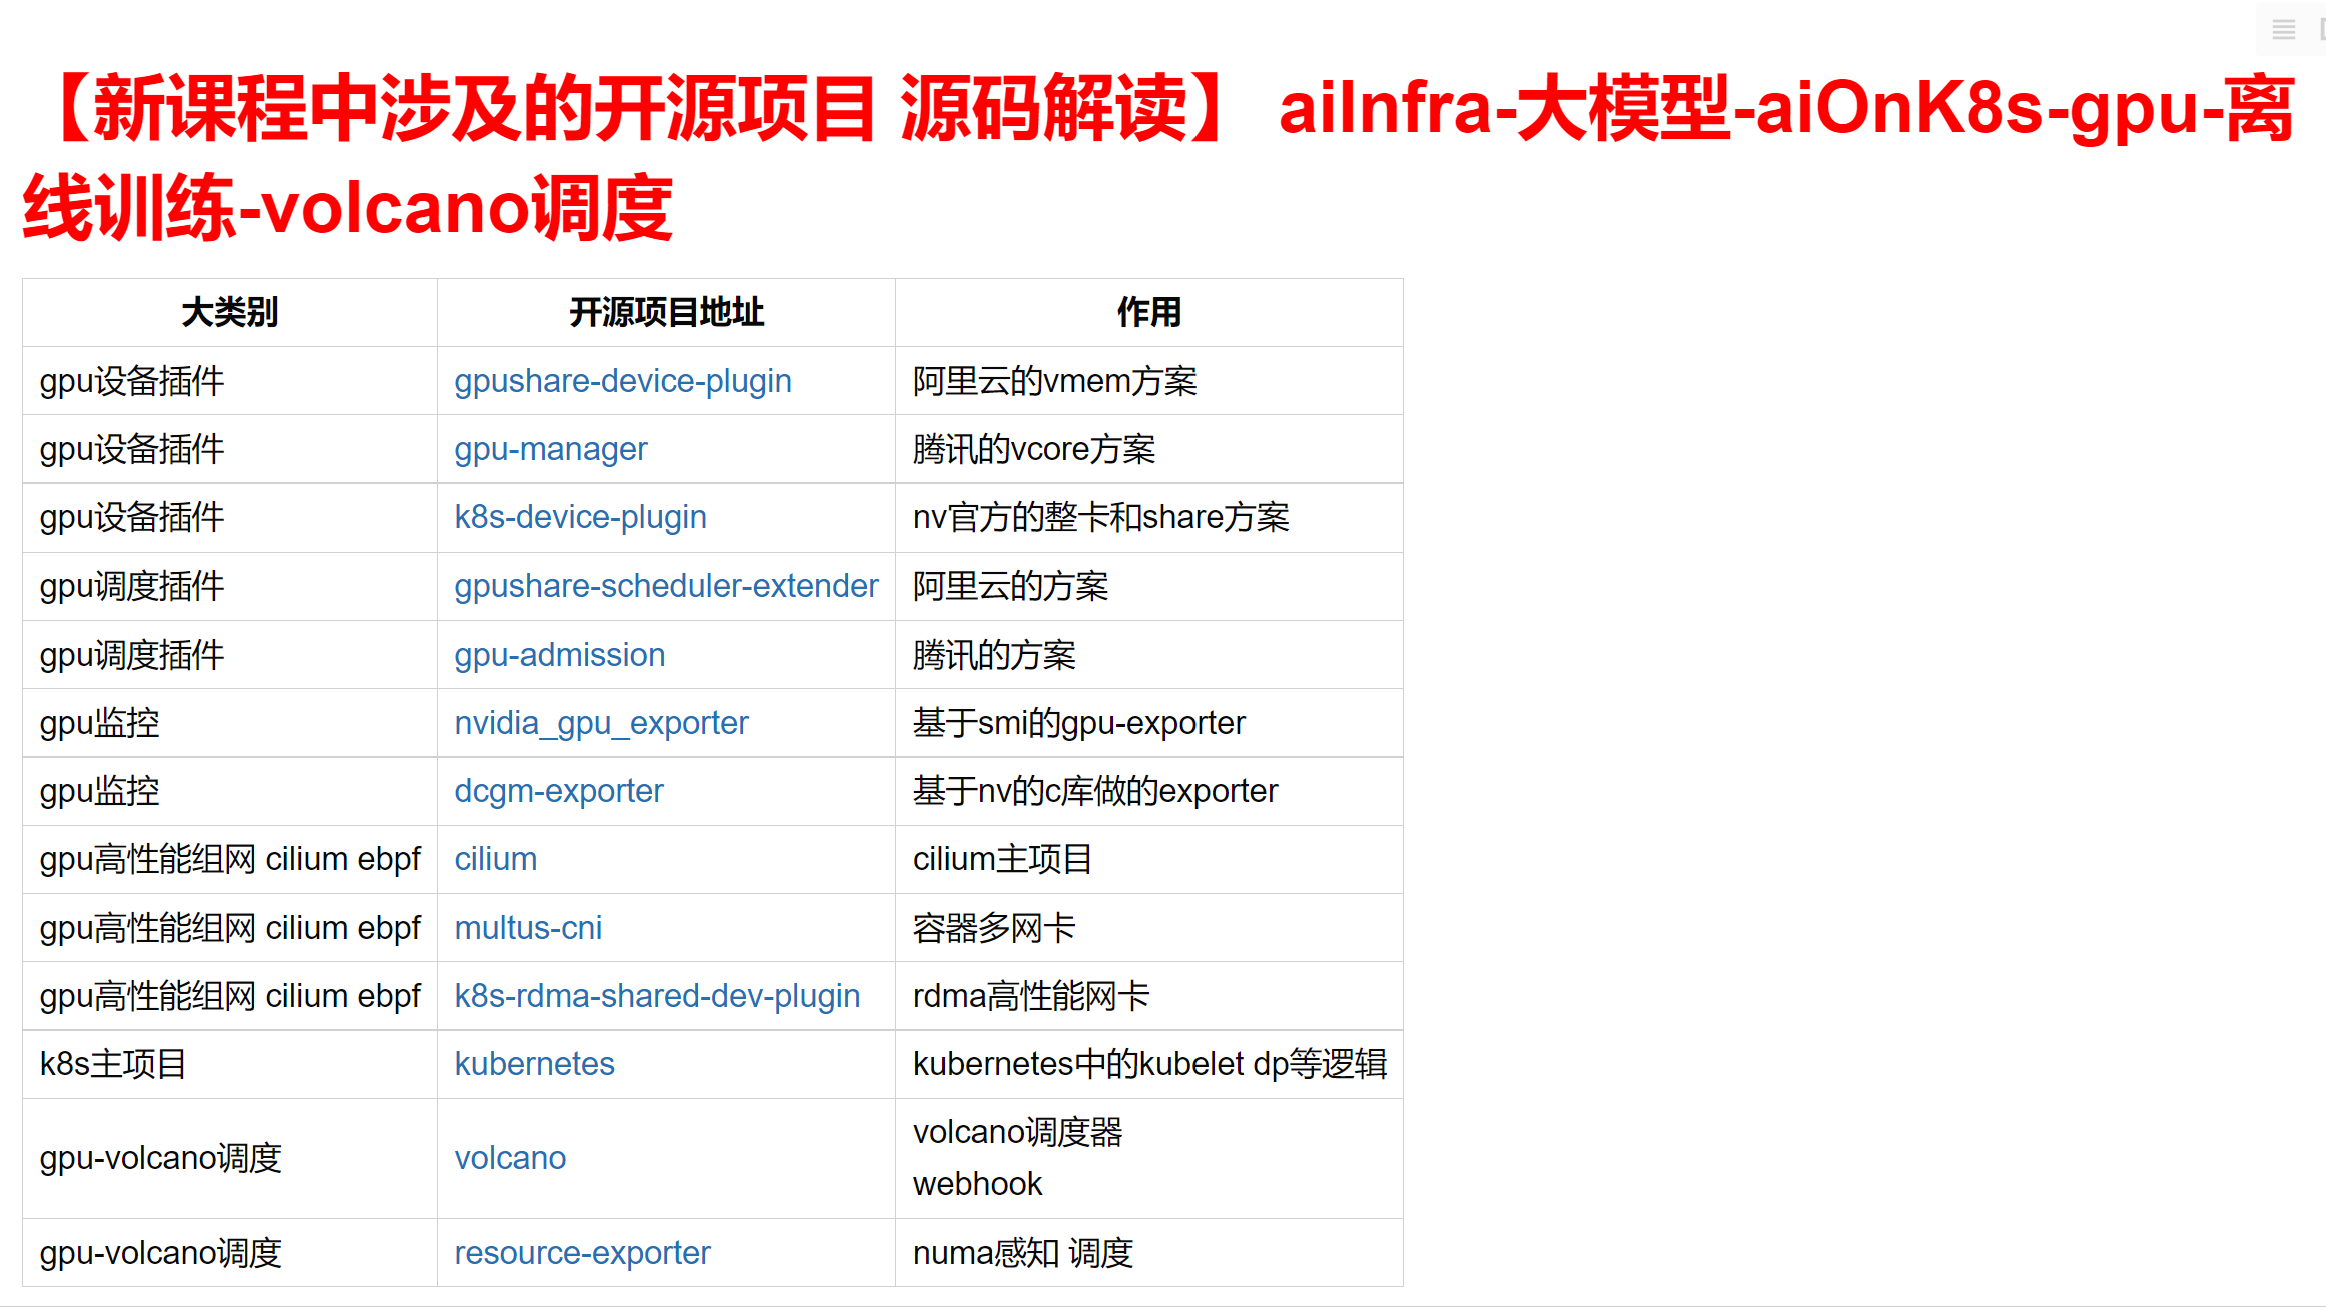 【新课程中涉及的开源项目 源码解读】 aiInfra-大模型-aiOnK8s-gpu-离
线训练-volcano调度
大类别 开源项目地址 作用
gpu设备插件 gpushare-device-plugin 阿里云的vmem方案
gpu设备插件 gpu-manager 腾讯的vcore方案
gpu设备插件 k8s-device-plugin nv官方的整卡和share方案
gpu调度插件 gpushare-scheduler-extender 阿里云的方案
gpu调度插件 gpu-admission 腾讯的方案
gpu监控 nvidia_gpu_exporter 基于smi的gpu-exporter
gpu监控 dcgm-exporter 基于nv的c库做的exporter
gpu高性能组网 cilium ebpf cilium cilium主项目
gpu高性能组网 cilium ebpf multus-cni 容器多网卡
gpu高性能组网 cilium ebpf k8s-rdma-shared-dev-plugin rdma高性能网卡
k8s主项目 kubernetes kubernetes中的kubelet dp等逻辑
gpu-volcano调度 volcano volcano调度器
webhook
gpu-volcano调度 resource-exporter numa感知 调度